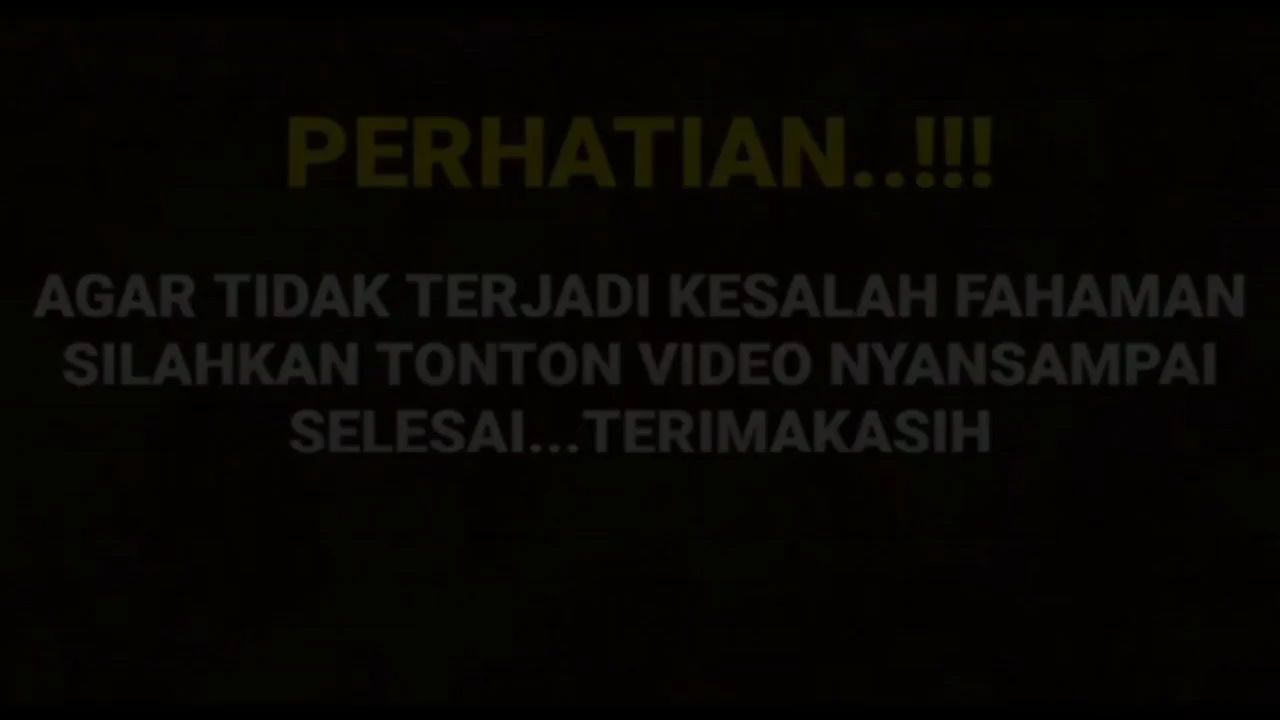 PERHATIAN..!!!
AGAR TIDAK TERJADI KESALAH FAHAMAN
SILAHKAN TONTON VIDEO NYANSAMPAI
SELESAI...TERIMAKASIH